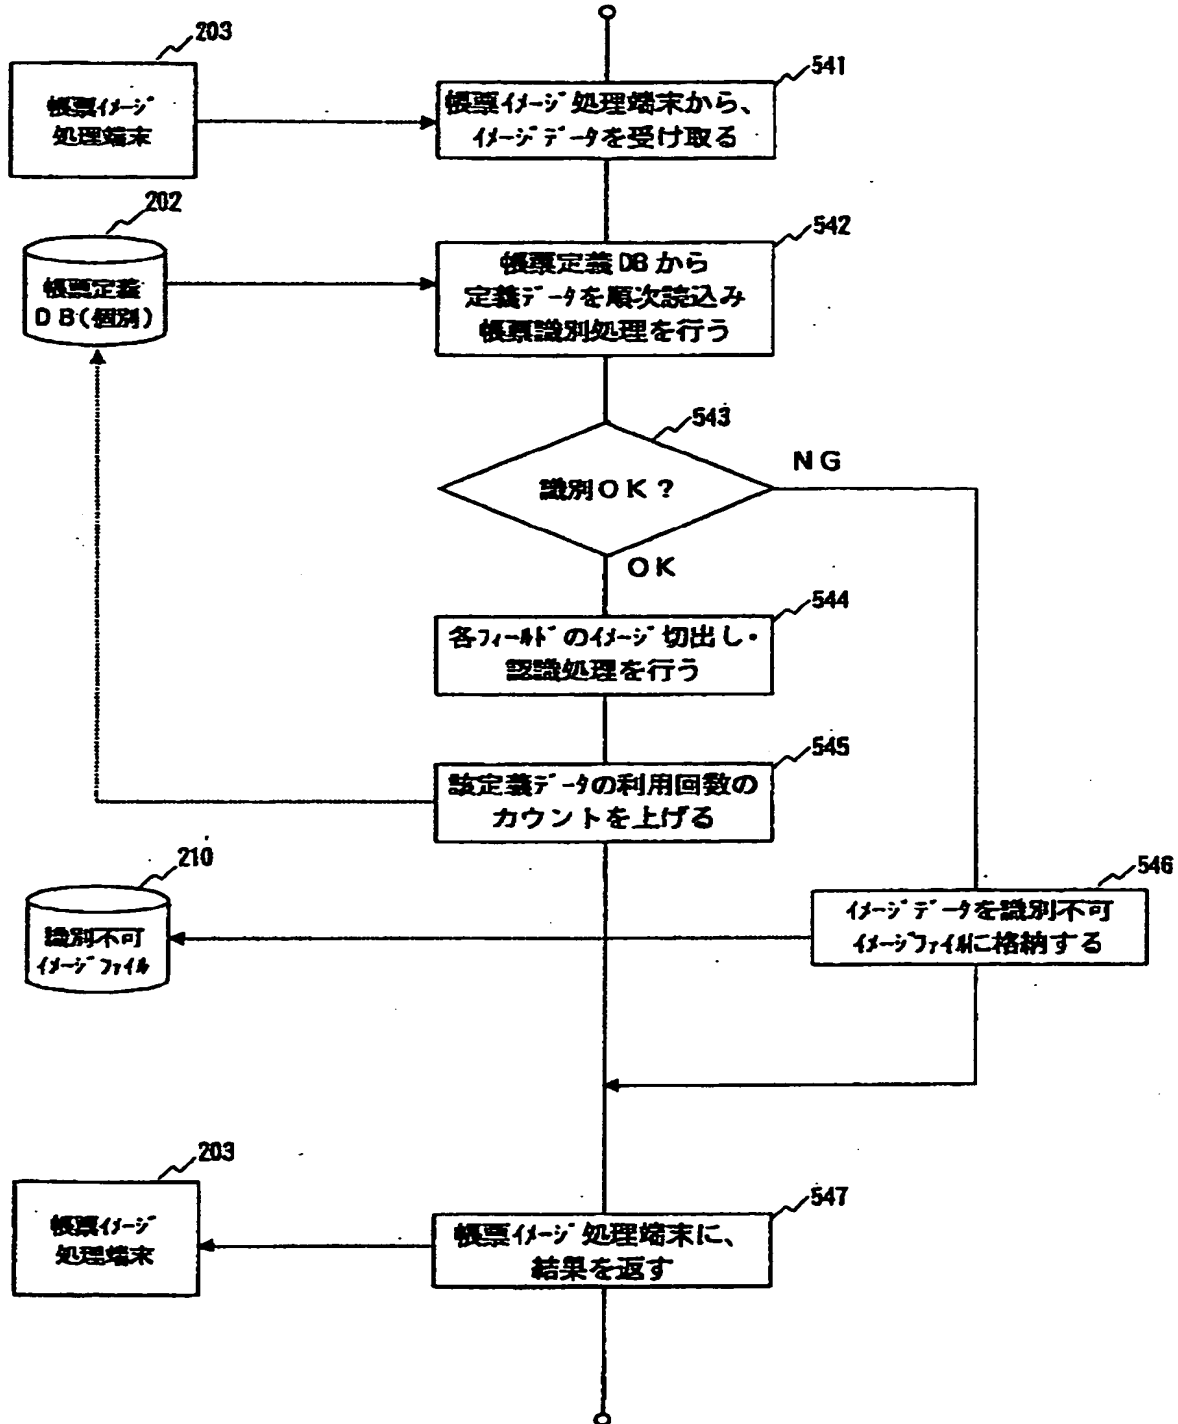 203
帳票イメージ
処理端末
541
帳票イメージ処理端末から、
イメージデータを受け取る
202
帳票定義
DB(個別)
542
帳票定義DBから
定義データを順次読込み
帳票識別処理を行う
543
識別OK?
NG
OK
544
各フィールドのイメージ切出し・
認識処理を行う
545
該定義データの利用回数の
カウントを上げる
210
識別不可
イメージファイル
546
イメージデータを識別不可
イメージファイルに格納する
203
帳票イメージ
処理端末
547
帳票イメージ処理端末に、
結果を返す